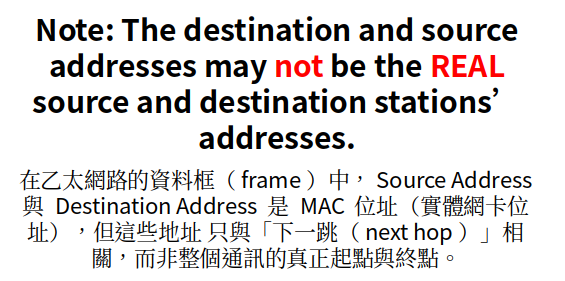 Note: The destination and source
addresses may not be the REAL
source and destination stations’
addresses.
在乙太網路的資料框（frame）中， Source Address
與 Destination Address 是 MAC 位址（實體網卡位
址），但這些地址 只與「下一跳（next hop）」相
關，而非整個通訊的真正起點與終點。